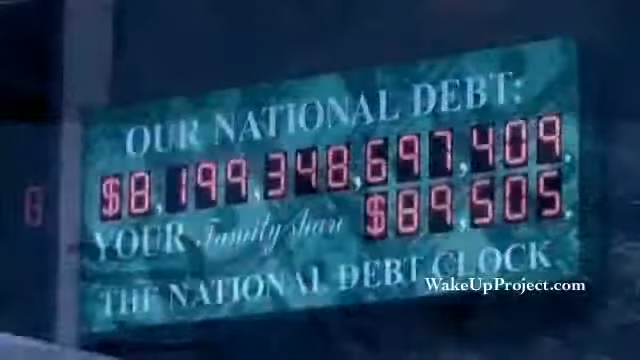 OUR NATIONAL DEBT:
$8,199,348,697,409.
YOUR Family share $89,505.
THE NATIONAL DEBT CLOCK
WakeUpProject.com